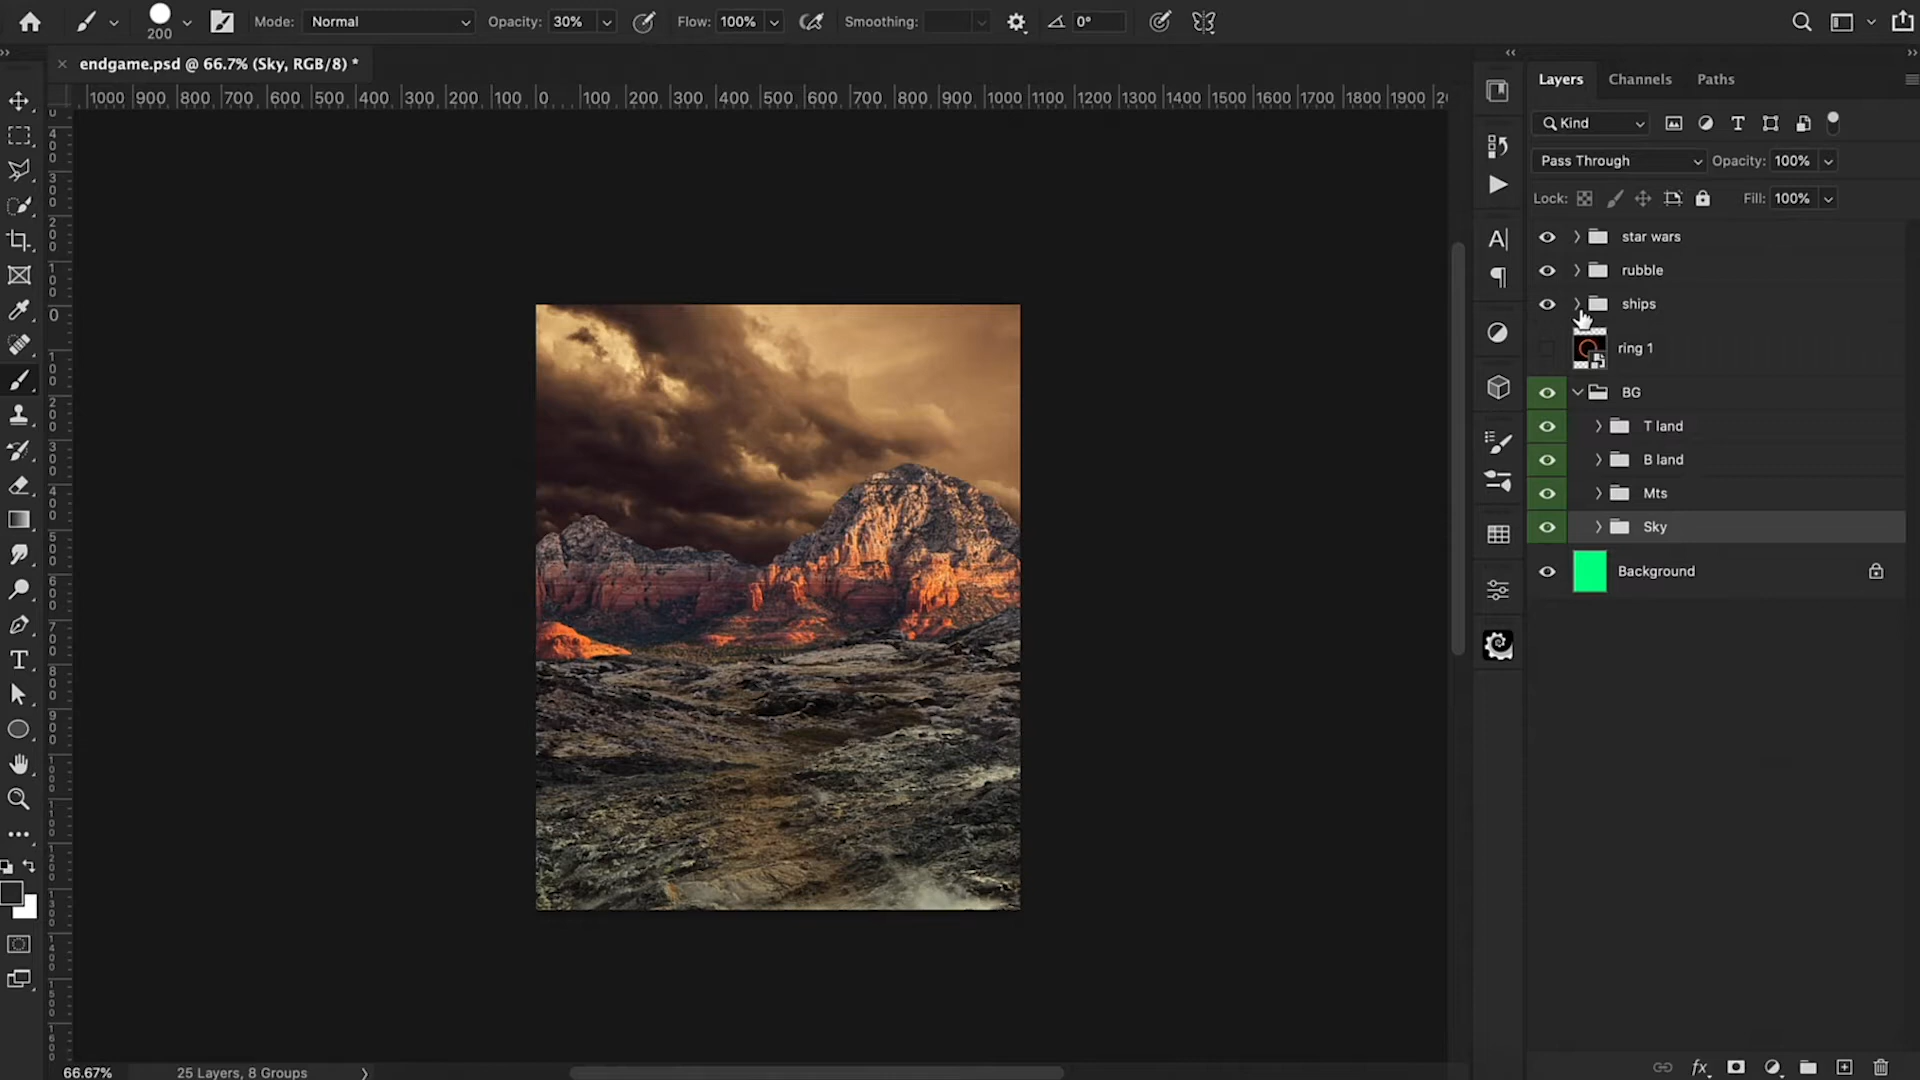 200
Mode: Normal
Opacity: 30%
Flow: 100%
Smoothing:
0°
endgame.psd @ 66.7% (Sky, RGB/8) *
1000 900 800 700 600 500 400 300 200 100 0 100 200 300 400 500 600 700 800 900 1000 1100 1200 1300 1400 1500 1600 1700 1800 1900
Layers
Channels
Paths
Kind
Pass Through
Opacity: 100%
Lock:
Fill: 100%
star wars
rubble
ships
ring 1
BG
T land
B land
Mts
Sky
Background
66.67%
25 Layers, 8 Groups